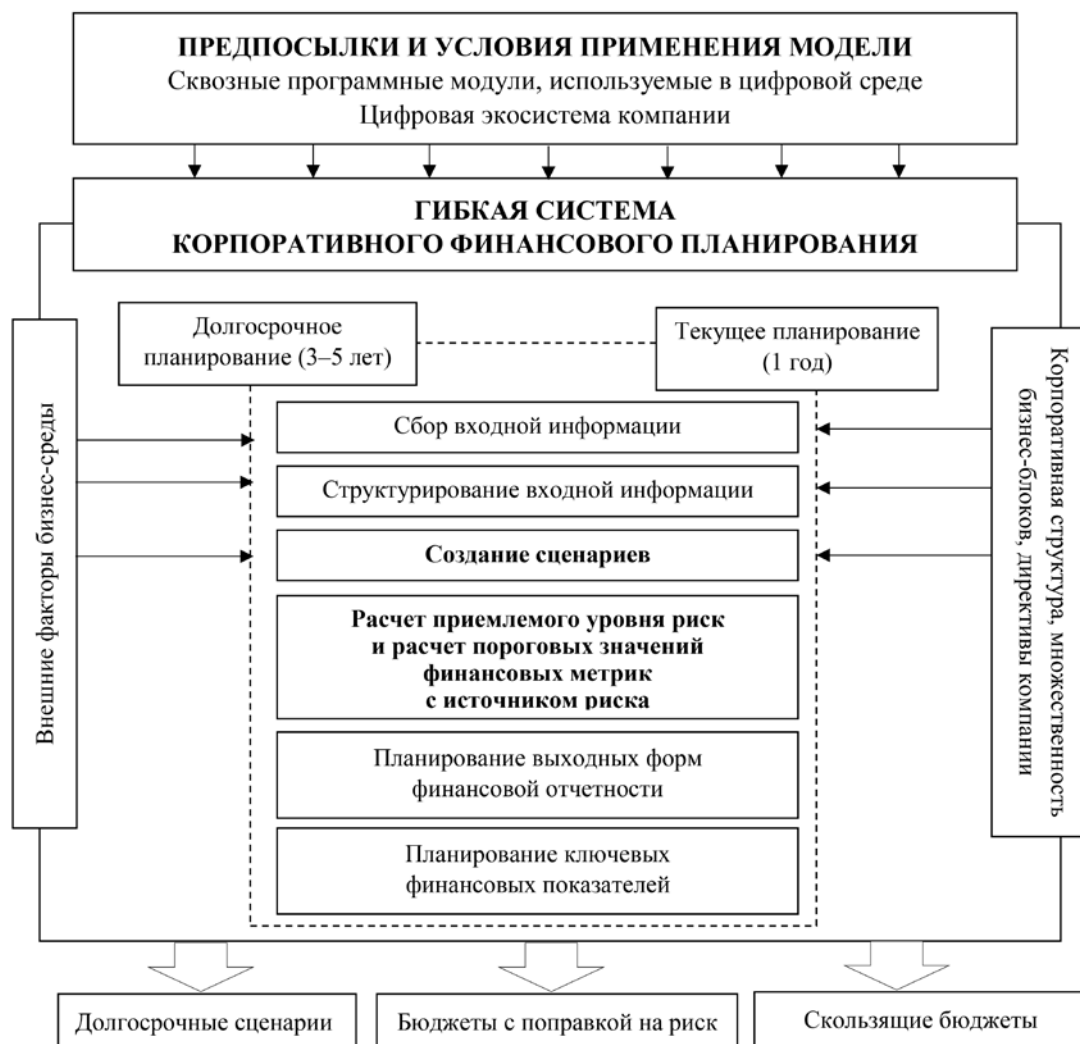 ПРЕДПОСЫЛКИ И УСЛОВИЯ ПРИМЕНЕНИЯ МОДЕЛИ
Сквозные программные модули, используемые в цифровой среде
Цифровая экосистема компании
ГИБКАЯ СИСТЕМА
КОРПОРАТИВНОГО ФИНАНСОВОГО ПЛАНИРОВАНИЯ
Внешние факторы бизнес-среды
Долгосрочное
планирование (3–5 лет)
Текущее планирование
(1 год)
Сбор входной информации
Структурирование входной информации
Создание сценариев
Расчет приемлемого уровня риск
и расчет пороговых значений
финансовых метрик
с источником риска
Планирование выходных форм
финансовой отчетности
Планирование ключевых
финансовых показателей
Корпоративная структура, множественность
бизнес-блоков, директивы компании
Долгосрочные сценарии
Бюджеты с поправкой на риск
Скользящие бюджеты